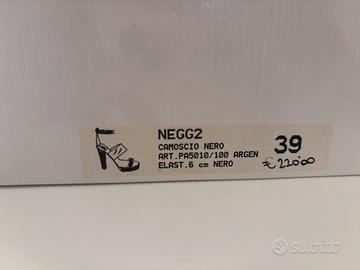 NEGG2
CAMOSCIO NERO
ART.PA5010/100 ARGEN
ELAST.6 cm NERO
39
€ 220.00
subito